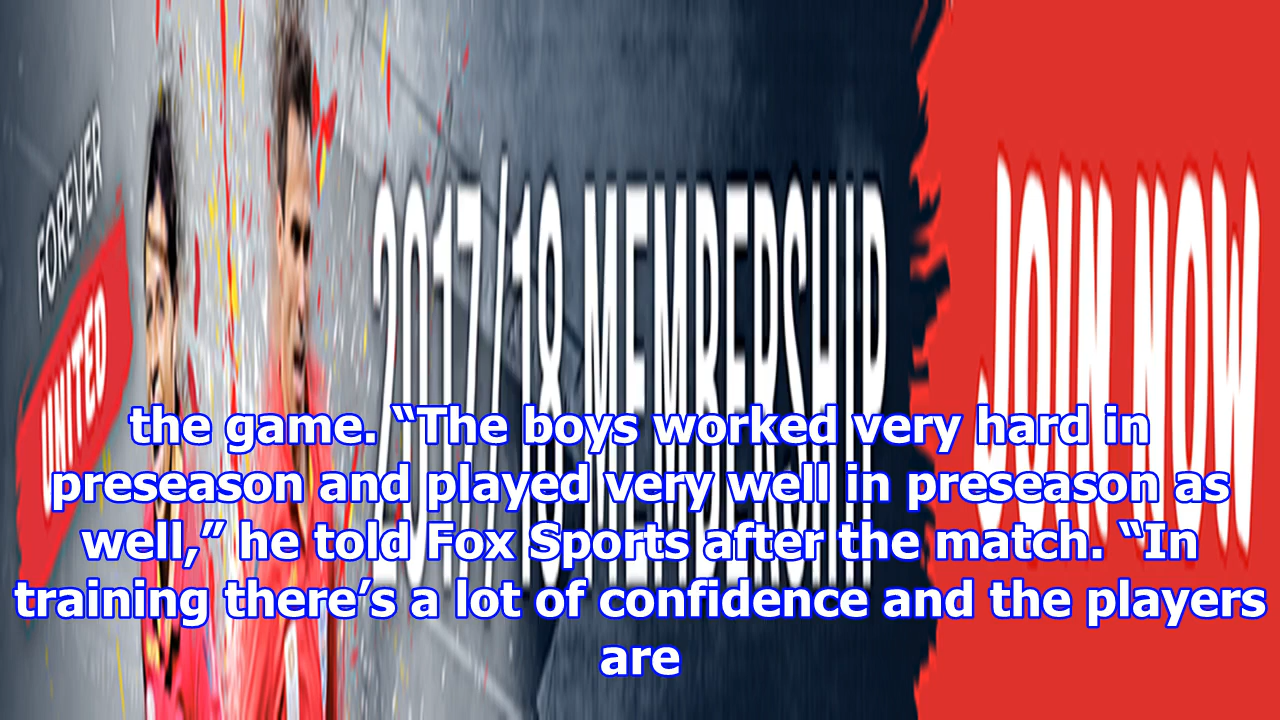 FOREVER
UNITED
2017/18 MEMBERSHIP
JOIN NOW
the game. “The boys worked very hard in
preseason and played very well in preseason as
well,” he told Fox Sports after the match. “In
training there’s a lot of confidence and the players
are